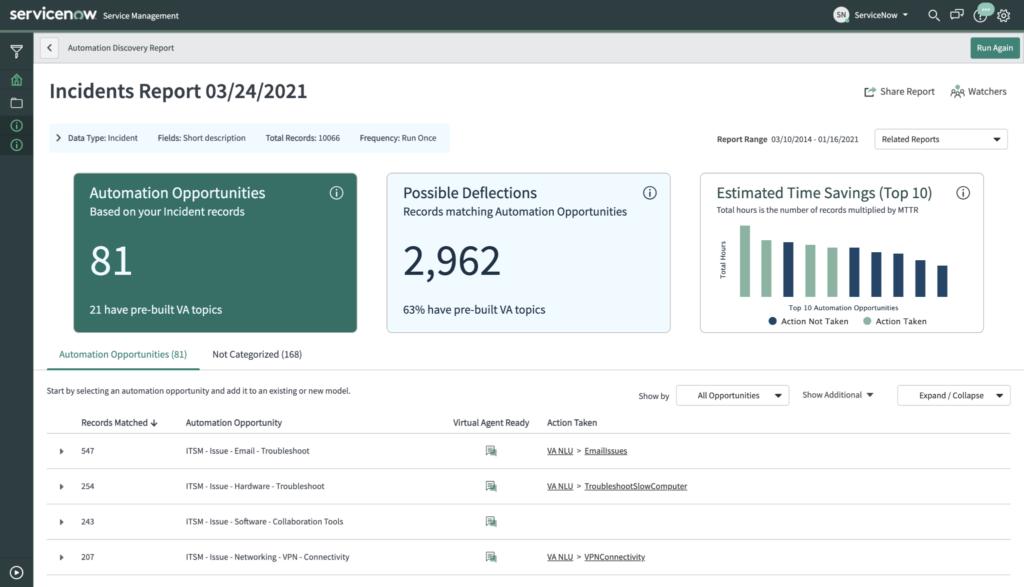 servicenow Service Management
SN ServiceNow
Automation Discovery Report
Run Again
Incidents Report 03/24/2021
Share Report
Watchers
Data Type: Incident Fields: Short description Total Records: 10066 Frequency: Run Once
Report Range 03/10/2014 - 01/16/2021
Related Reports
Automation Opportunities
Based on your Incident records
81
21 have pre-built VA topics
Possible Deflections
Records matching Automation Opportunities
2,962
63% have pre-built VA topics
Estimated Time Savings (Top 10)
Total hours is the number of records multiplied by MTTR
Total Hours
Top 10 Automation Opportunities
Action Not Taken Action Taken
Automation Opportunities (81) Not Categorized (168)
Start by selecting an automation opportunity and add it to an existing or new model.
Show by All Opportunities Show Additional Expand / Collapse
Records Matched Automation Opportunity Virtual Agent Ready Action Taken
547 ITSM - Issue - Email - Troubleshoot VA NLU > EmailIssues
254 ITSM - Issue - Hardware - Troubleshoot VA NLU > TroubleshootSlowComputer
243 ITSM - Issue - Software - Collaboration Tools
207 ITSM - Issue - Networking - VPN - Connectivity VA NLU > VPNConnectivity